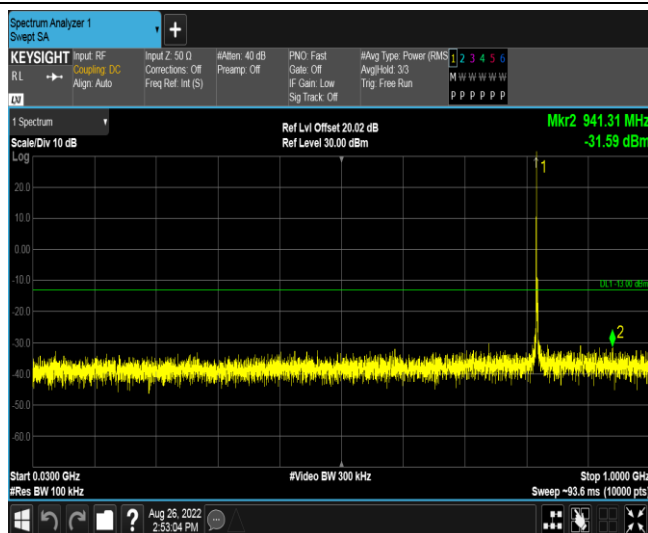 Spectrum Analyzer 1
Swept SA
+
KEYSIGHT
RL
LXI
Input: RF
Coupling: DC
Align: Auto
Input Z: 50 Ω
Corrections: Off
Freq Ref: Int (S)
#Atten: 40 dB
Preamp: Off
PNO: Fast
Gate: Off
IF Gain: Low
Sig Track: Off
#Avg Type: Power (RMS
Avg|Hold: 3/3
Trig: Free Run
1 2 3 4 5 6
M W W W W W
P P P P P P
1 Spectrum
Scale/Div 10 dB
Log
Ref Lvl Offset 20.02 dB
Ref Level 30.00 dBm
Mkr2 941.31 MHz
-31.59 dBm
1
20.0
10.0
0.00
-10.0
DL1 -13.00 dBm
-20.0
2
-30.0
-40.0
-50.0
-60.0
Start 0.0300 GHz
#Res BW 100 kHz
#Video BW 300 kHz
Stop 1.0000 GHz
Sweep ~93.6 ms (10000 pts)
?
Aug 26, 2022
2:53:04 PM